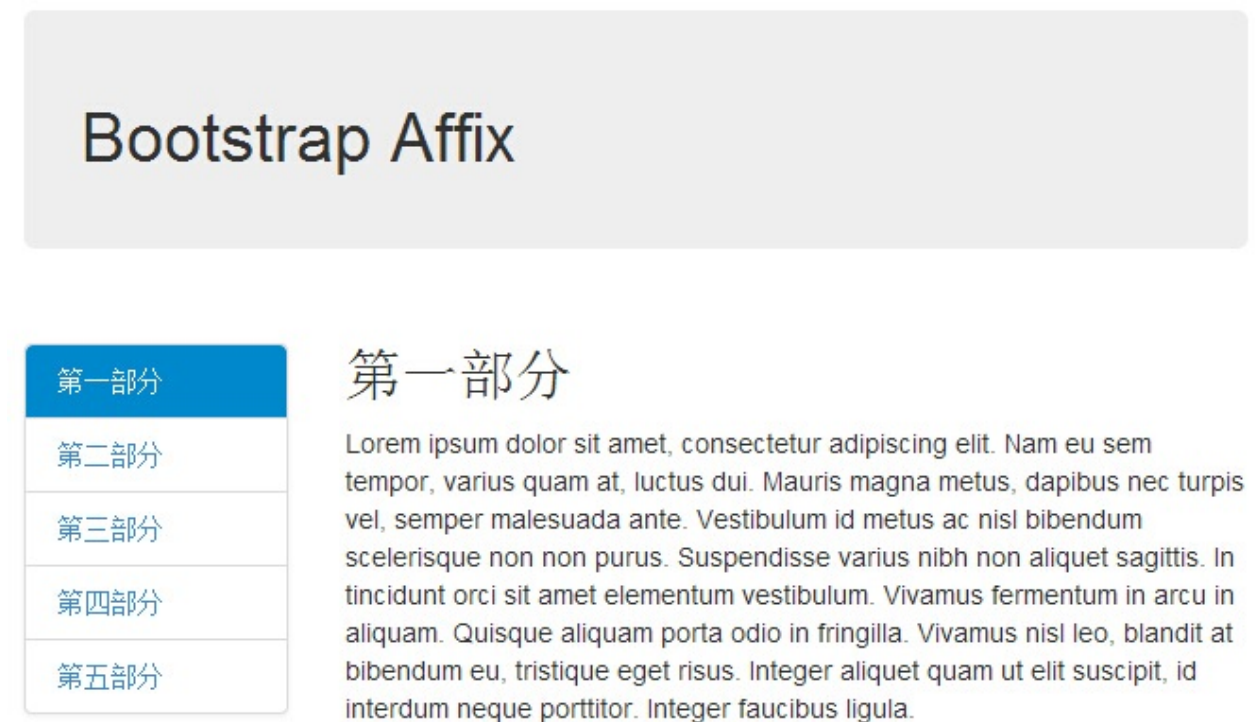 Bootstrap Affix
第一部分
第二部分
第三部分
第四部分
第五部分
第一部分
Lorem ipsum dolor sit amet, consectetur adipiscing elit. Nam eu sem
tempor, varius quam at, luctus dui. Mauris magna metus, dapibus nec turpis
vel, semper malesuada ante. Vestibulum id metus ac nisl bibendum
scelerisque non non purus. Suspendisse varius nibh non aliquet sagittis. In
tincidunt orci sit amet elementum vestibulum. Vivamus fermentum in arcu in
aliquam. Quisque aliquam porta odio in fringilla. Vivamus nisl leo, blandit at
bibendum eu, tristique eget risus. Integer aliquet quam ut elit suscipit, id
interdum neque porttitor. Integer faucibus ligula.